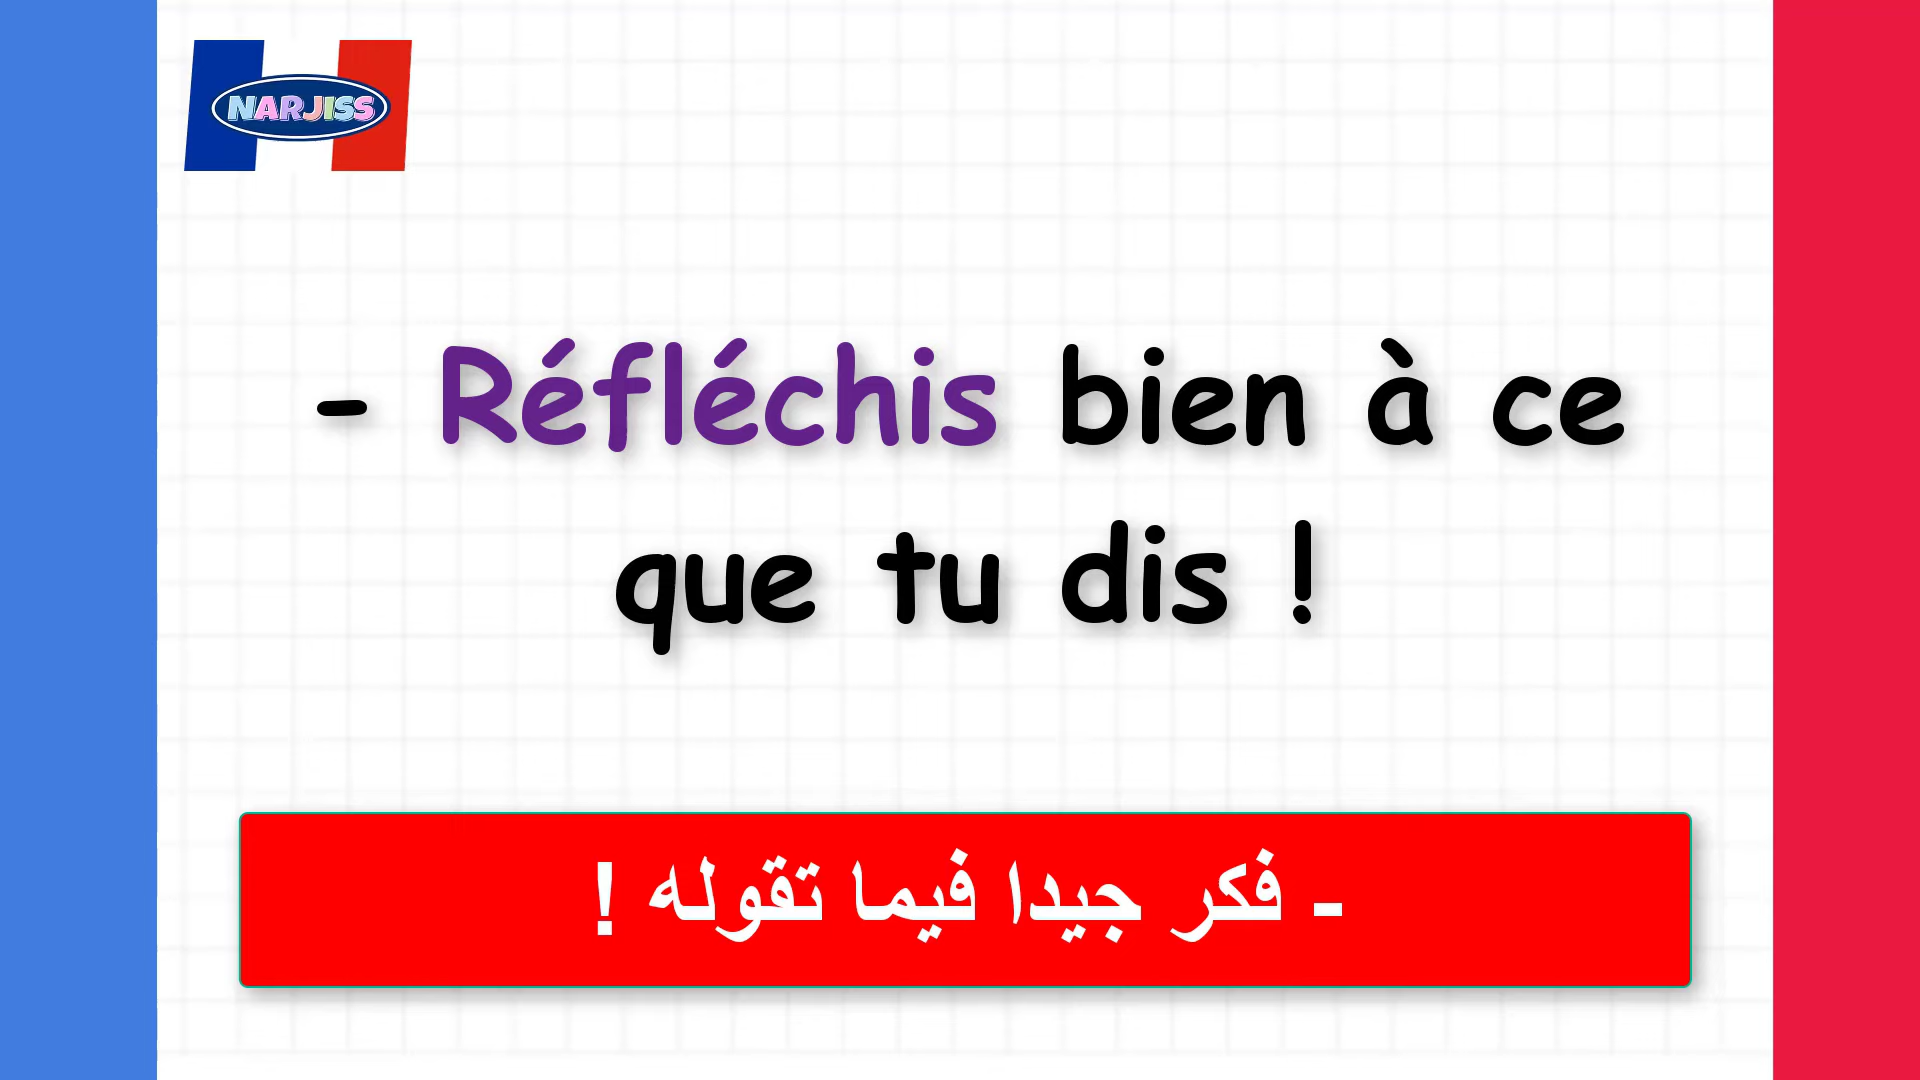 NARJISS
- Réfléchis bien à ce
que tu dis !
- فكر جيدا فيما تقوله !